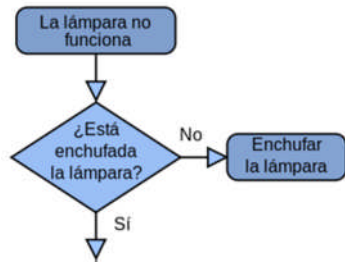 La lámpara no
funciona
¿Está
enchufada
la lámpara?
No
Enchufar
la lámpara
Sí